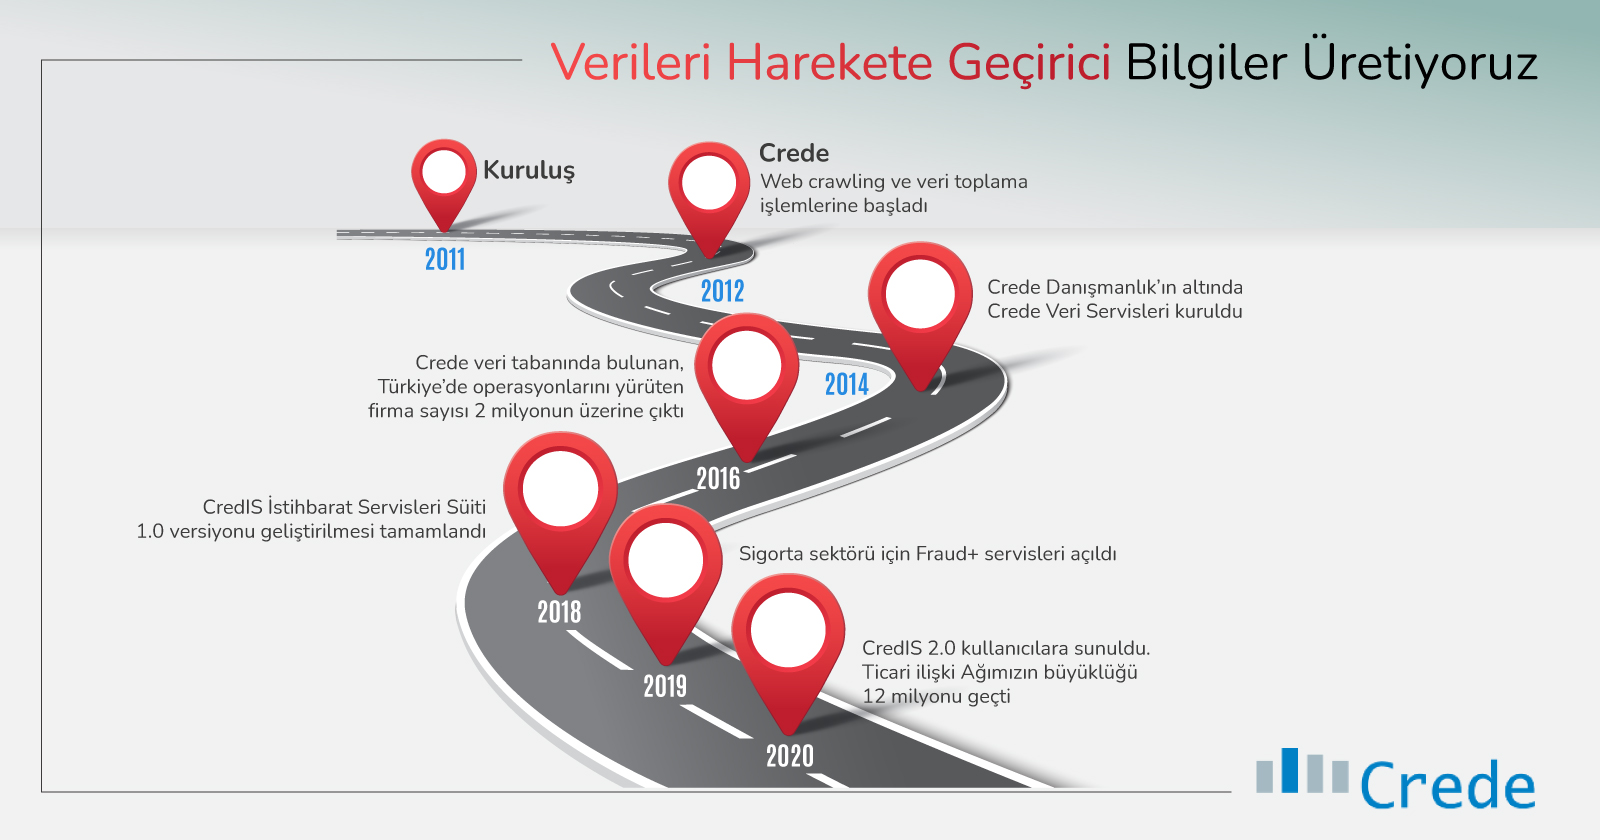 Verileri Harekete Geçirici Bilgiler Üretiyoruz
Kuruluş
2011
Crede
Web crawling ve veri toplama
işlemlerine başladı
2012
Crede Danışmanlık'ın altında
Crede Veri Servisleri kuruldu
2014
Crede veri tabanında bulunan,
Türkiye'de operasyonlarını yürüten
firma sayısı 2 milyonun üzerine çıktı
2016
CredIS İstihbarat Servisleri Süiti
1.0 versiyonu geliştirilmesi tamamlandı
2018
Sigorta sektörü için Fraud+ servisleri açıldı
2019
CredIS 2.0 kullanıcılara sunuldu.
Ticari ilişki Ağımızın büyüklüğü
12 milyonu geçti
2020
Crede